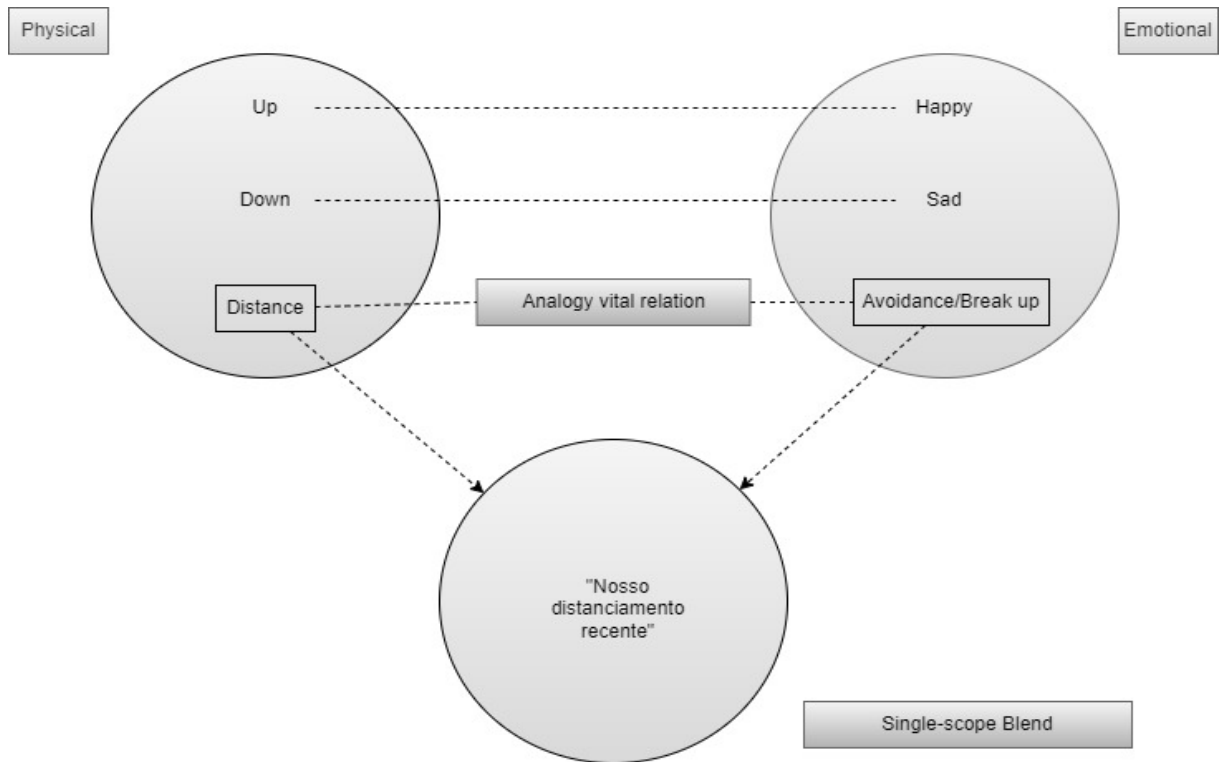 Physical
Emotional
Up
Happy
Down
Sad
Distance
Analogy vital relation
Avoidance/Break up
"Nosso
distanciamento
recente"
Single-scope Blend